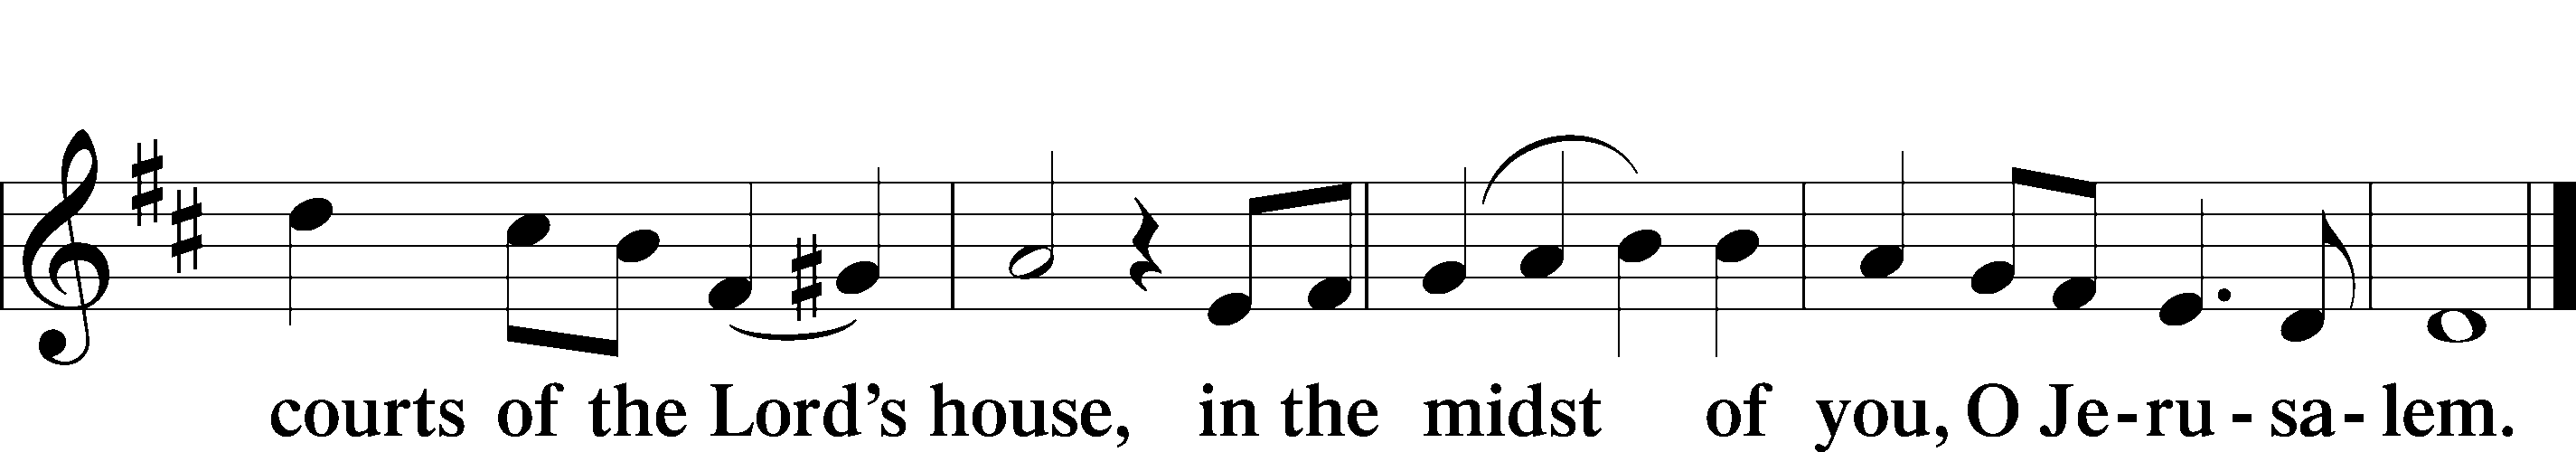 courts of the Lord’s house, in the midst of you, O Je-ru-sa-lem.